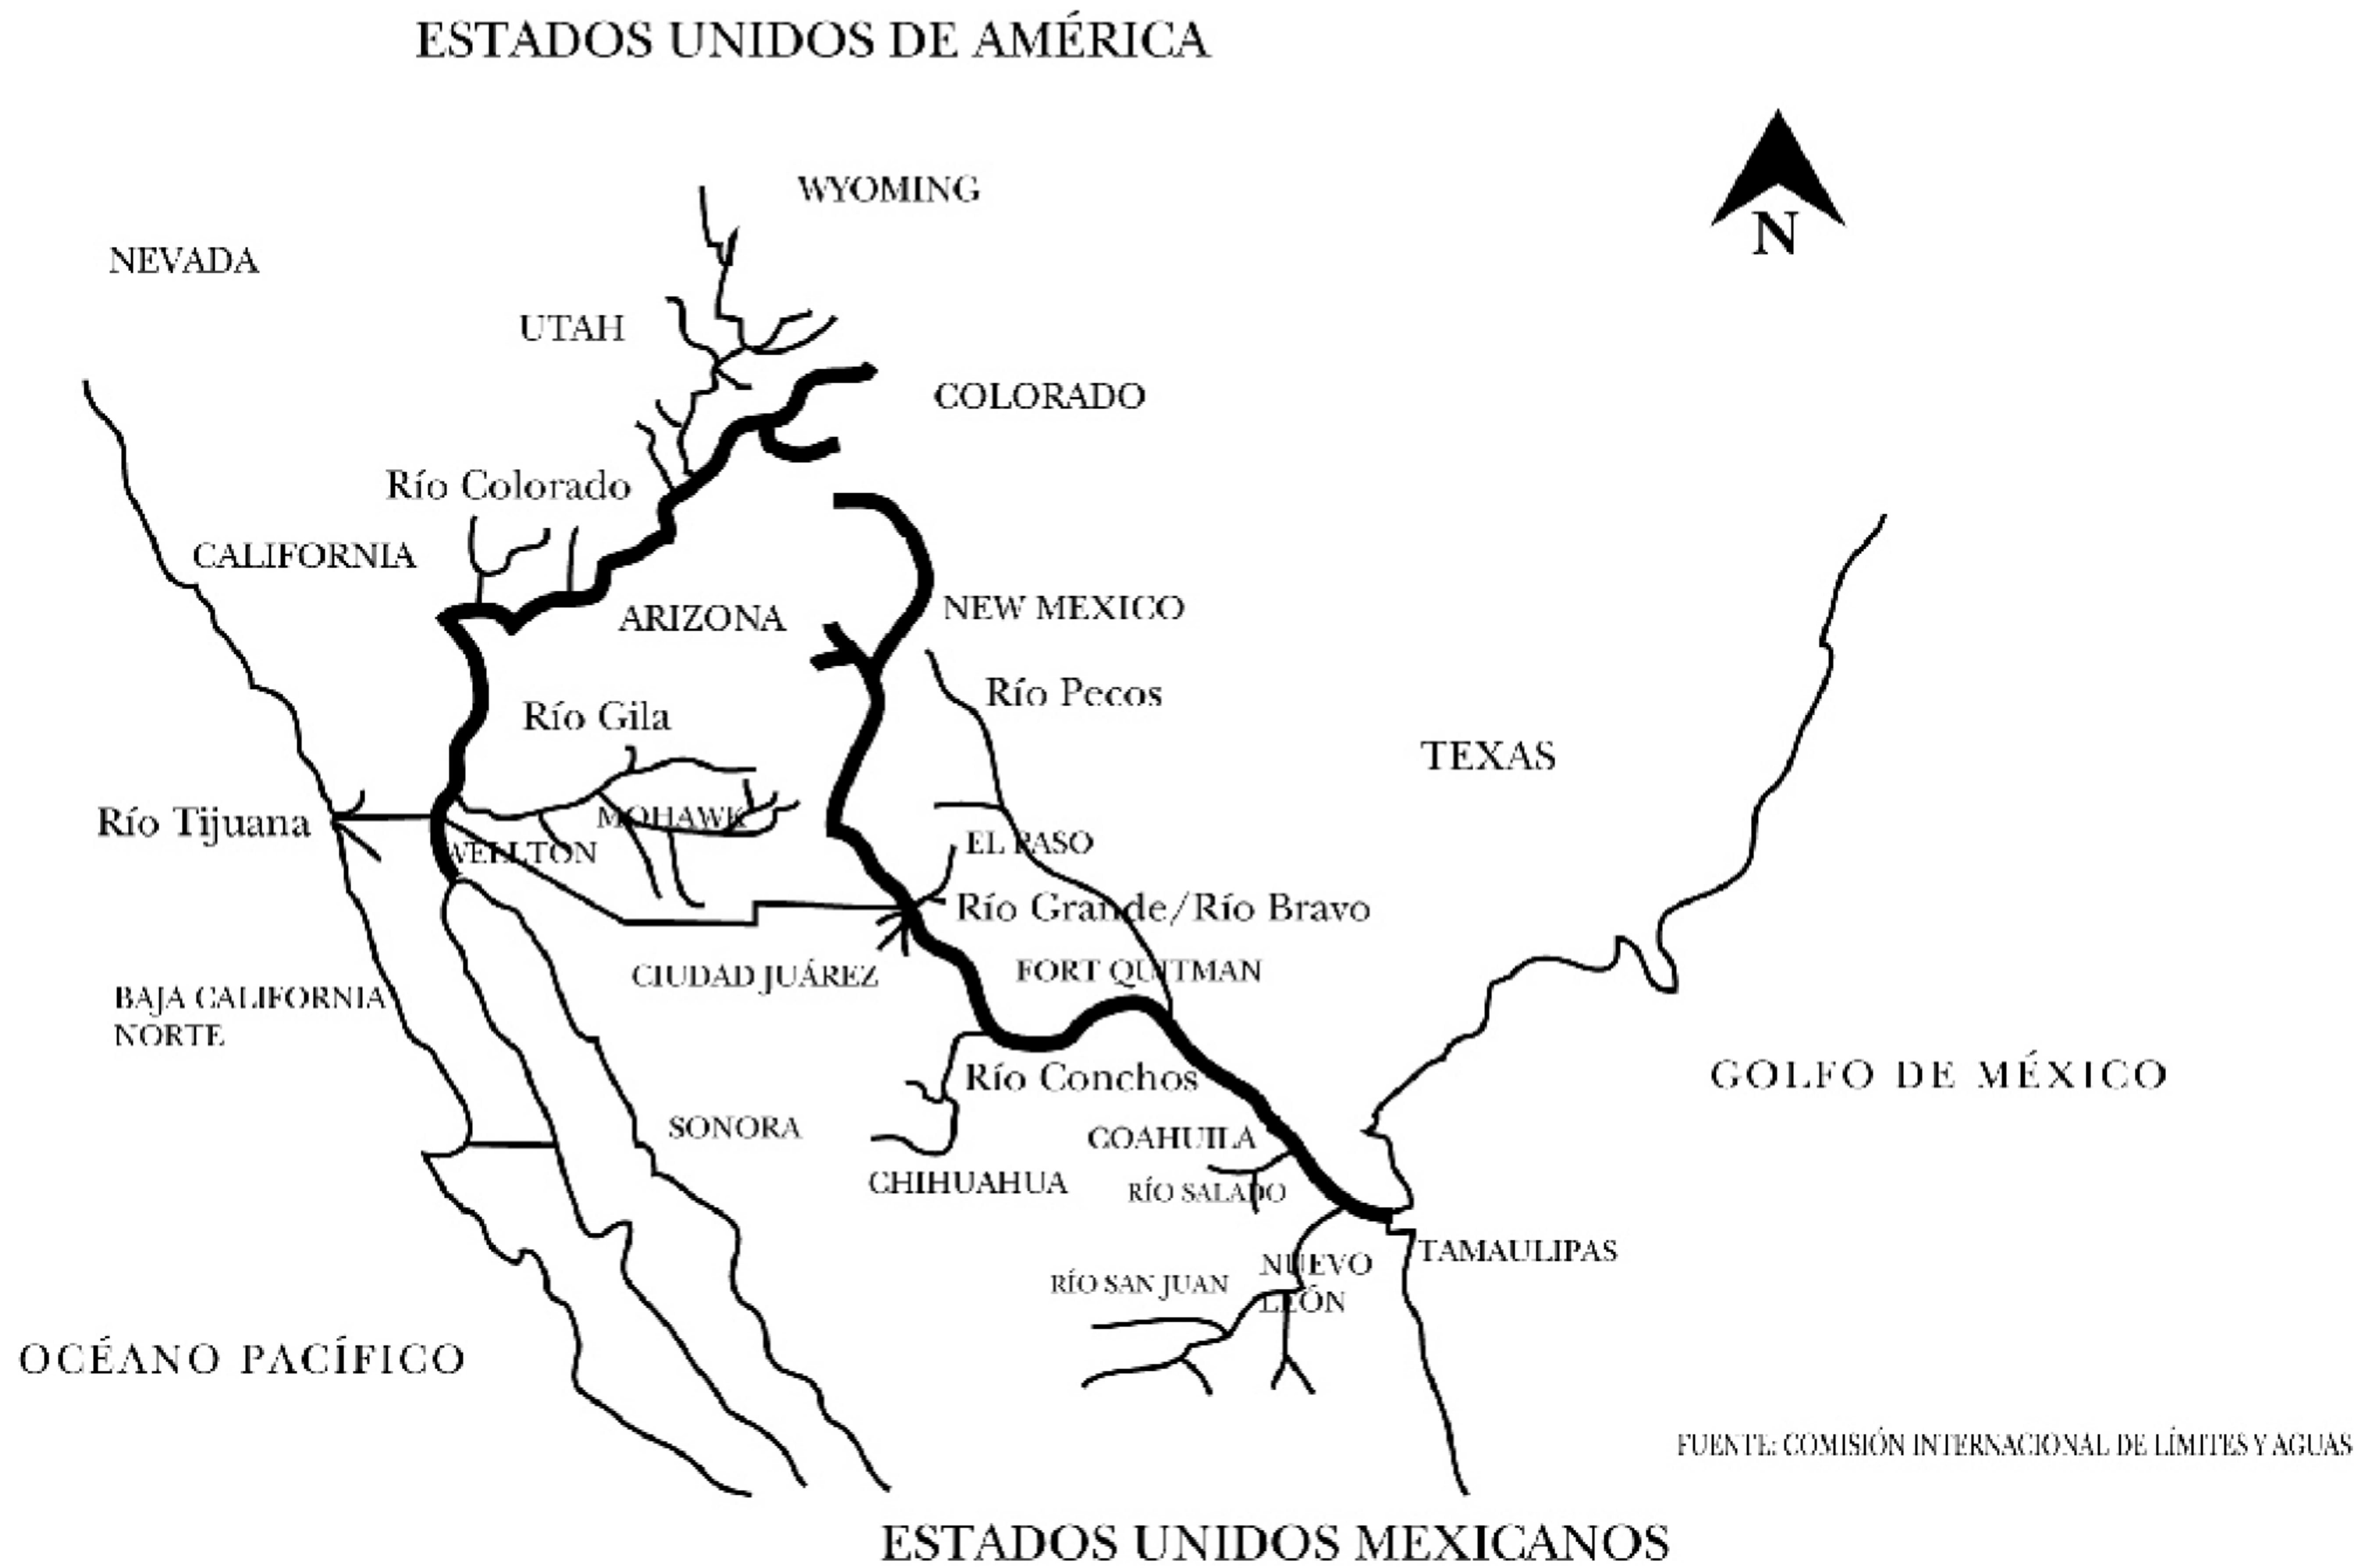 ESTADOS UNIDOS DE AMÉRICA
WYOMING
N
NEVADA
UTAH
COLORADO
Río Colorado
CALIFORNIA
ARIZONA
NEW MEXICO
Río Pecos
Río Gila
TEXAS
Río Tijuana
MOHAWK
WELLTON
EL PASO
Río Grande/Río Bravo
CIUDAD JUÁREZ
FORT QUITMAN
BAJA CALIFORNIA
NORTE
GOLFO DE MÉXICO
Río Conchos
SONORA
COAHUILA
CHIHUAHUA
RÍO SALADO
TAMAULIPAS
NUEVO
LEÓN
RÍO SAN JUAN
OCÉANO PACÍFICO
FUENTE: COMISIÓN INTERNACIONAL DE LÍMITES Y AGUAS
ESTADOS UNIDOS MEXICANOS